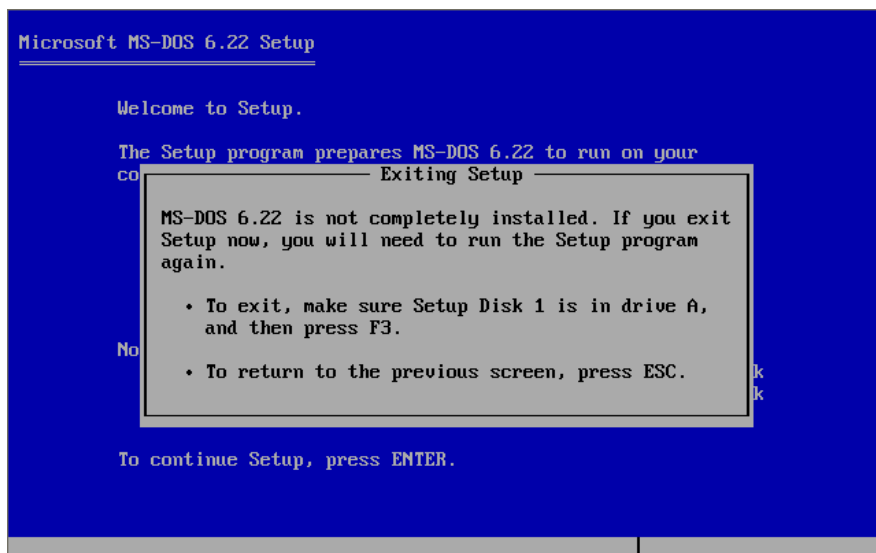 Microsoft MS-DOS 6.22 Setup
Welcome to Setup.
The Setup program prepares MS-DOS 6.22 to run on your
co
Exiting Setup
MS-DOS 6.22 is not completely installed. If you exit
Setup now, you will need to run the Setup program
again.
• To exit, make sure Setup Disk 1 is in drive A,
and then press F3.
No
• To return to the previous screen, press ESC.
k
k
To continue Setup, press ENTER.